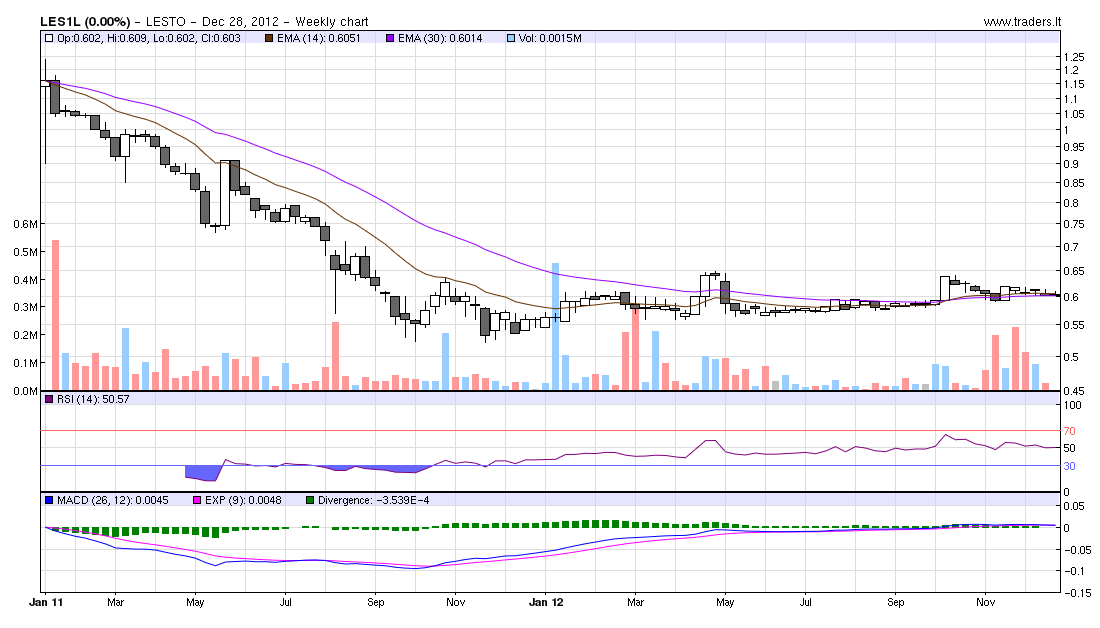 LES1L (0.00%) - LESTO - Dec 28, 2012 - Weekly chart
www.traders.lt
Op:0.602, Hi:0.609, Lo:0.602, Cl:0.603 EMA (14): 0.6051 EMA (30): 0.6014 Vol: 0.0015M
1.25
1.2
1.15
1.1
1.05
1
0.95
0.9
0.85
0.8
0.75
0.7
0.65
0.6
0.55
0.5
0.45
0.6M
0.5M
0.4M
0.3M
0.2M
0.1M
0.0M
RSI (14): 50.57
100
70
50
30
0
MACD (26, 12): 0.0045 EXP (9): 0.0048 Divergence: -3.539E-4
0.05
0
-0.05
-0.1
-0.15
Jan 11 Mar May Jul Sep Nov Jan 12 Mar May Jul Sep Nov